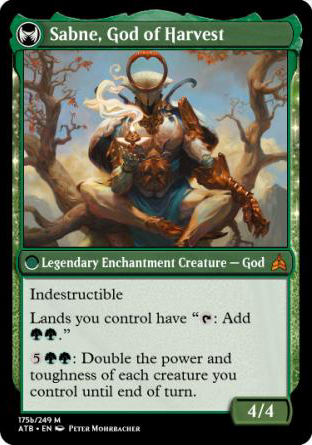 Sabne, God of Harvest
Legendary Enchantment Creature — God
Indestructible
Lands you control have “: Add
.”
5: Double the power and
toughness of each creature you
control until end of turn.
175b/249 M
ATB • EN Peter Mohrbacher
4/4